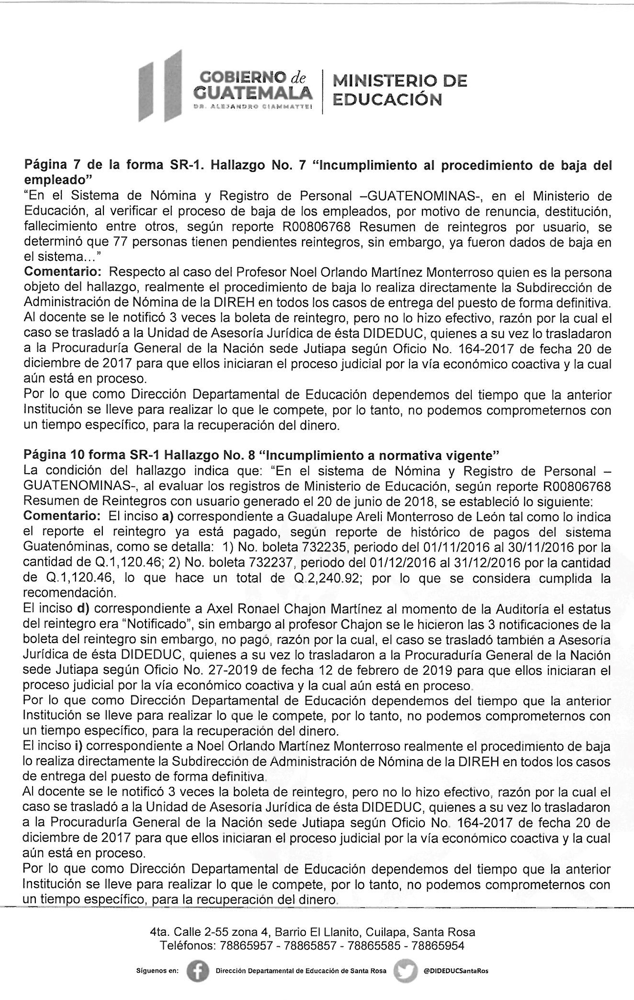 GOBIERNO de
GUATEMALA
DR. ALEJANDRO GIAMMATTEI
MINISTERIO DE
EDUCACIÓN
Página 7 de la forma SR-1. Hallazgo No. 7 “Incumplimiento al procedimiento de baja del
empleado”
“En el Sistema de Nómina y Registro de Personal –GUATENOMINAS-, en el Ministerio de
Educación, al verificar el proceso de baja de los empleados, por motivo de renuncia, destitución,
fallecimiento entre otros, según reporte R00806768 Resumen de reintegros por usuario, se
determinó que 77 personas tienen pendientes reintegros, sin embargo, ya fueron dados de baja en
el sistema...”
Comentario: Respecto al caso del Profesor Noel Orlando Martínez Monterroso quien es la persona
objeto del hallazgo, realmente el procedimiento de baja lo realiza directamente la Subdirección de
Administración de Nómina de la DIREH en todos los casos de entrega del puesto de forma definitiva.
Al docente se le notificó 3 veces la boleta de reintegro, pero no lo hizo efectivo, razón por la cual el
caso se trasladó a la Unidad de Asesoría Jurídica de ésta DIDEDUC, quienes a su vez lo trasladaron
a la Procuraduría General de la Nación sede Jutiapa según Oficio No. 164-2017 de fecha 20 de
diciembre de 2017 para que ellos iniciaran el proceso judicial por la vía económico coactiva y la cual
aún está en proceso.
Por lo que como Dirección Departamental de Educación dependemos del tiempo que la anterior
Institución se lleve para realizar lo que le compete, por lo tanto, no podemos comprometernos con
un tiempo específico, para la recuperación del dinero.
Página 10 forma SR-1 Hallazgo No. 8 “Incumplimiento a normativa vigente”
La condición del hallazgo indica que: “En el sistema de Nómina y Registro de Personal –
GUATENOMINAS-, al evaluar los registros de Ministerio de Educación, según reporte R00806768
Resumen de Reintegros con usuario generado el 20 de junio de 2018, se estableció lo siguiente:
Comentario: El inciso a) correspondiente a Guadalupe Areli Monterroso de León tal como lo indica
el reporte el reintegro ya está pagado, según reporte de histórico de pagos del sistema
Guatenóminas, como se detalla: 1) No. boleta 732235, periodo del 01/11/2016 al 30/11/2016 por la
cantidad de Q.1,120.46; 2) No. boleta 732237, periodo del 01/12/2016 al 31/12/2016 por la cantidad
de Q.1,120.46, lo que hace un total de Q.2,240.92; por lo que se considera cumplida la
recomendación.
El inciso d) correspondiente a Axel Ronael Chajon Martínez al momento de la Auditoría el estatus
del reintegro era “Notificado”, sin embargo al profesor Chajon se le hicieron las 3 notificaciones de la
boleta del reintegro sin embargo, no pagó, razón por la cual, el caso se trasladó también a Asesoría
Jurídica de ésta DIDEDUC, quienes a su vez lo trasladaron a la Procuraduría General de la Nación
sede Jutiapa según Oficio No. 27-2019 de fecha 12 de febrero de 2019 para que ellos iniciaran el
proceso judicial por la vía económico coactiva y la cual aún está en proceso.
Por lo que como Dirección Departamental de Educación dependemos del tiempo que la anterior
Institución se lleve para realizar lo que le compete, por lo tanto, no podemos comprometernos con
un tiempo específico, para la recuperación del dinero.
El inciso i) correspondiente a Noel Orlando Martínez Monterroso realmente el procedimiento de baja
lo realiza directamente la Subdirección de Administración de Nómina de la DIREH en todos los casos
de entrega del puesto de forma definitiva.
Al docente se le notificó 3 veces la boleta de reintegro, pero no lo hizo efectivo, razón por la cual el
caso se trasladó a la Unidad de Asesoría Jurídica de ésta DIDEDUC, quienes a su vez lo trasladaron
a la Procuraduría General de la Nación sede Jutiapa según Oficio No. 164-2017 de fecha 20 de
diciembre de 2017 para que ellos iniciaran el proceso judicial por la vía económico coactiva y la cual
aún está en proceso.
Por lo que como Dirección Departamental de Educación dependemos del tiempo que la anterior
Institución se lleve para realizar lo que le compete, por lo tanto, no podemos comprometernos con
un tiempo específico, para la recuperación del dinero.
4ta. Calle 2-55 zona 4, Barrio El Llanito, Cuilapa, Santa Rosa
Teléfonos: 78865957 - 78865857 - 78865585 - 78865954
Síguenos en: Dirección Departamental de Educación de Santa Rosa @DIDEDUCSantaRos